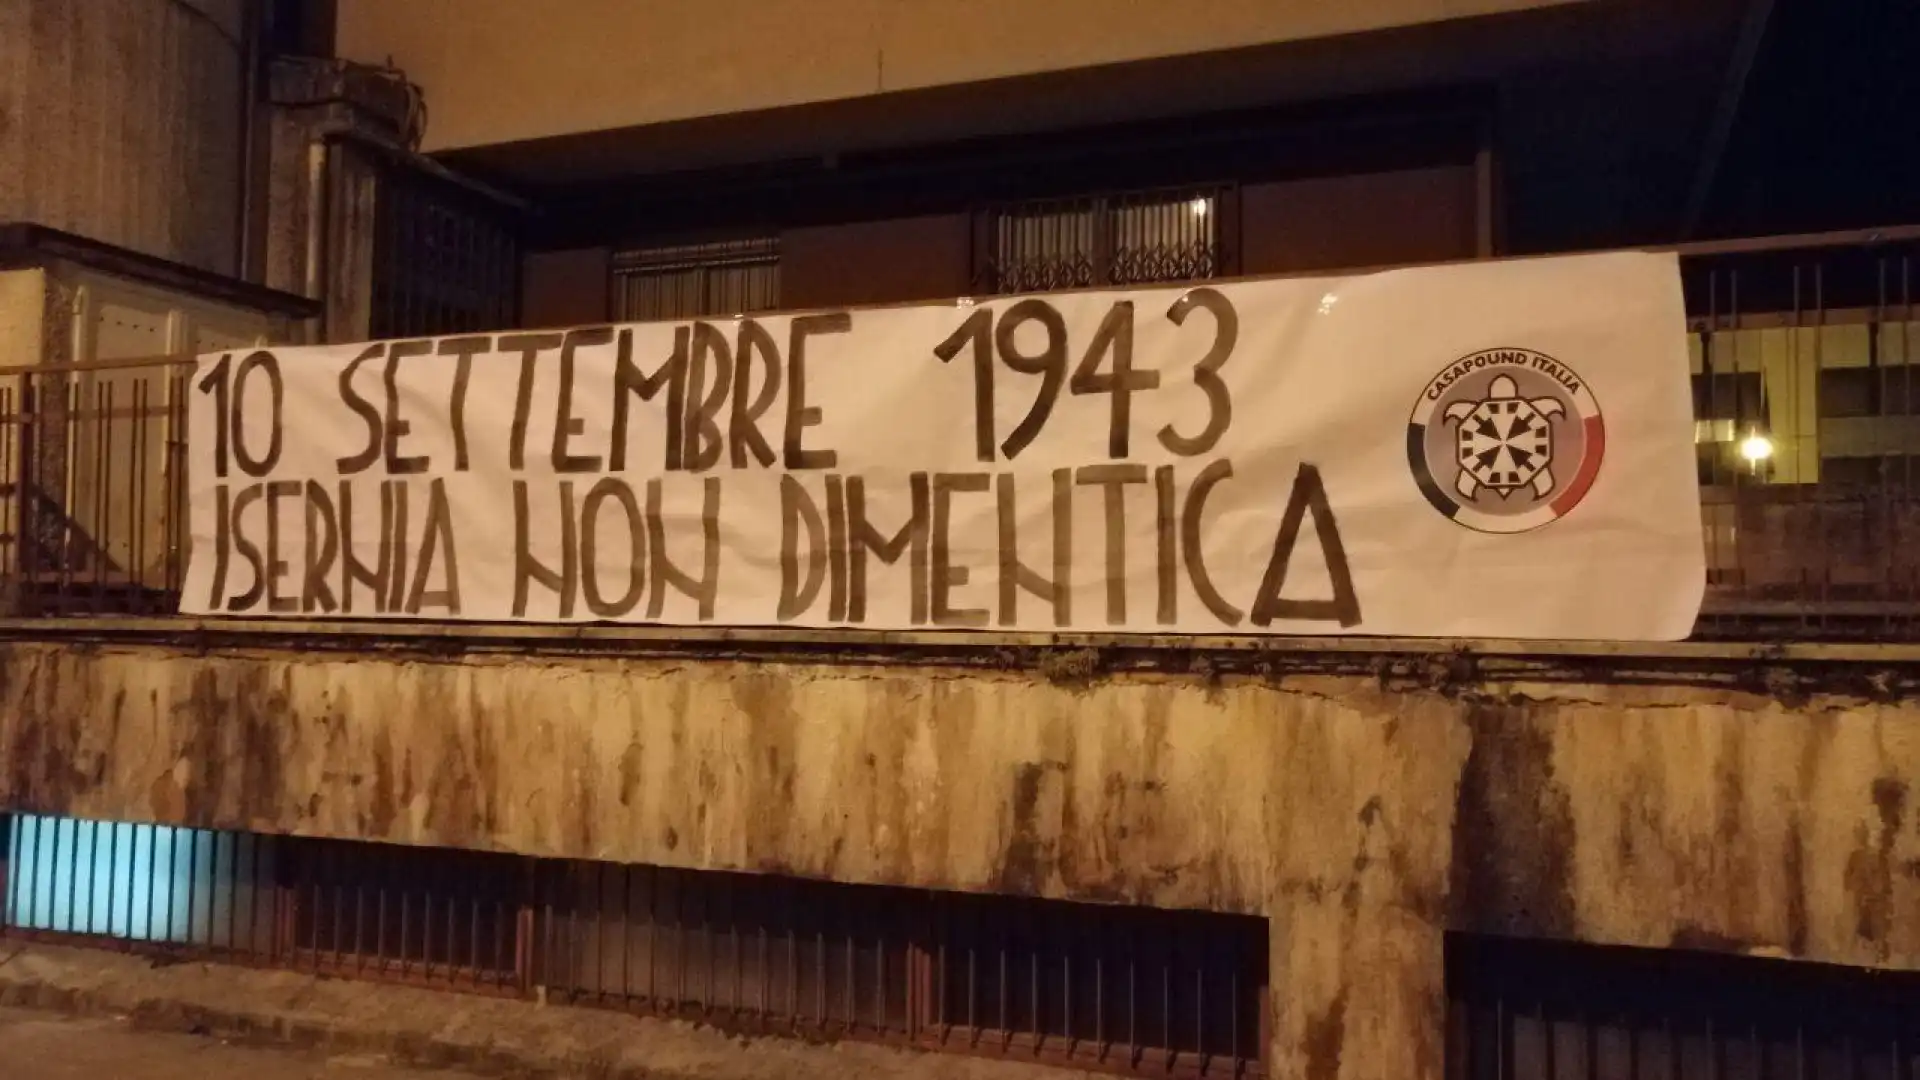 10 SETTEMBRE 1943
ISERNIA NON DIMENTICA
CASAPOUND ITALIA